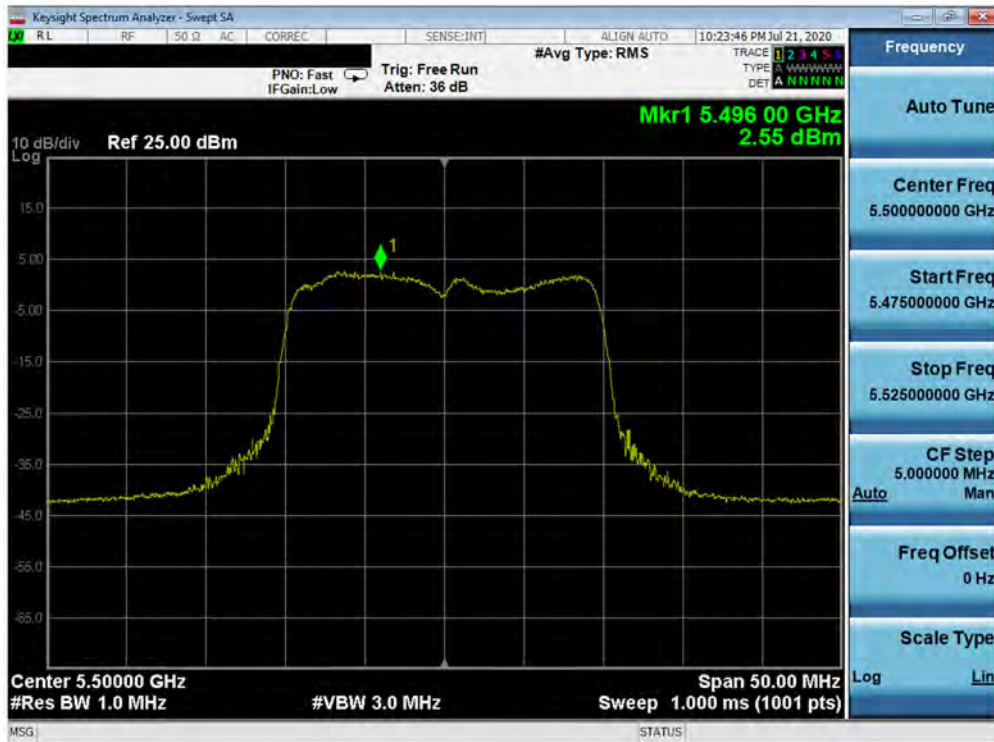 Keysight Spectrum Analyzer - Swept SA
LXI RL RF 50 Ω AC CORREC SENSE:INT ALIGN AUTO 10:23:46 PM Jul 21, 2020
PNO: Fast
IFGain:Low
Trig: Free Run
Atten: 36 dB
#Avg Type: RMS
TRACE 1 2 3 4 5 6
TYPE A WWWWW
DET A N N N N N
Mkr1 5.496 00 GHz
2.55 dBm
10 dB/div Ref 25.00 dBm
Log
15.0
5.00
-5.00
-15.0
-25.0
-35.0
-45.0
-55.0
-65.0
1
Center 5.50000 GHz Span 50.00 MHz
#Res BW 1.0 MHz #VBW 3.0 MHz Sweep 1.000 ms (1001 pts)
MSG STATUS
Frequency
Auto Tune
Center Freq
5.500000000 GHz
Start Freq
5.475000000 GHz
Stop Freq
5.525000000 GHz
CF Step
5.000000 MHz
Auto Man
Freq Offset
0 Hz
Scale Type
Log Lin